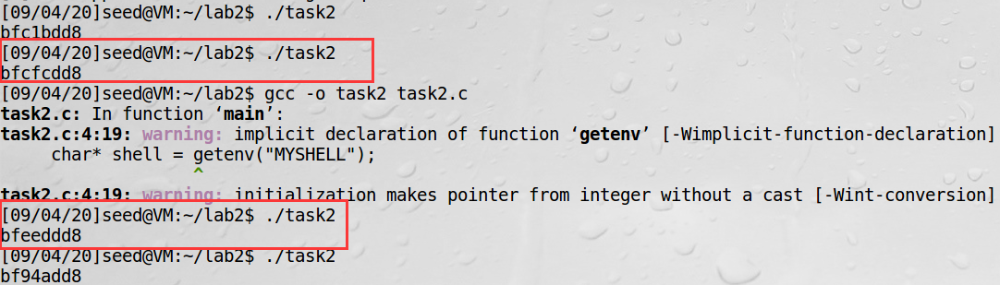 [09/04/20]seed@VM:~/lab2$ ./task2
bfc1bdd8
[09/04/20]seed@VM:~/lab2$ ./task2
bfcfcdd8
[09/04/20]seed@VM:~/lab2$ gcc -o task2 task2.c
task2.c: In function ‘main’:
task2.c:4:19: warning: implicit declaration of function ‘getenv’ [-Wimplicit-function-declaration]
char* shell = getenv("MYSHELL");
^
task2.c:4:19: warning: initialization makes pointer from integer without a cast [-Wint-conversion]
[09/04/20]seed@VM:~/lab2$ ./task2
bfeeddd8
[09/04/20]seed@VM:~/lab2$ ./task2
bf94add8